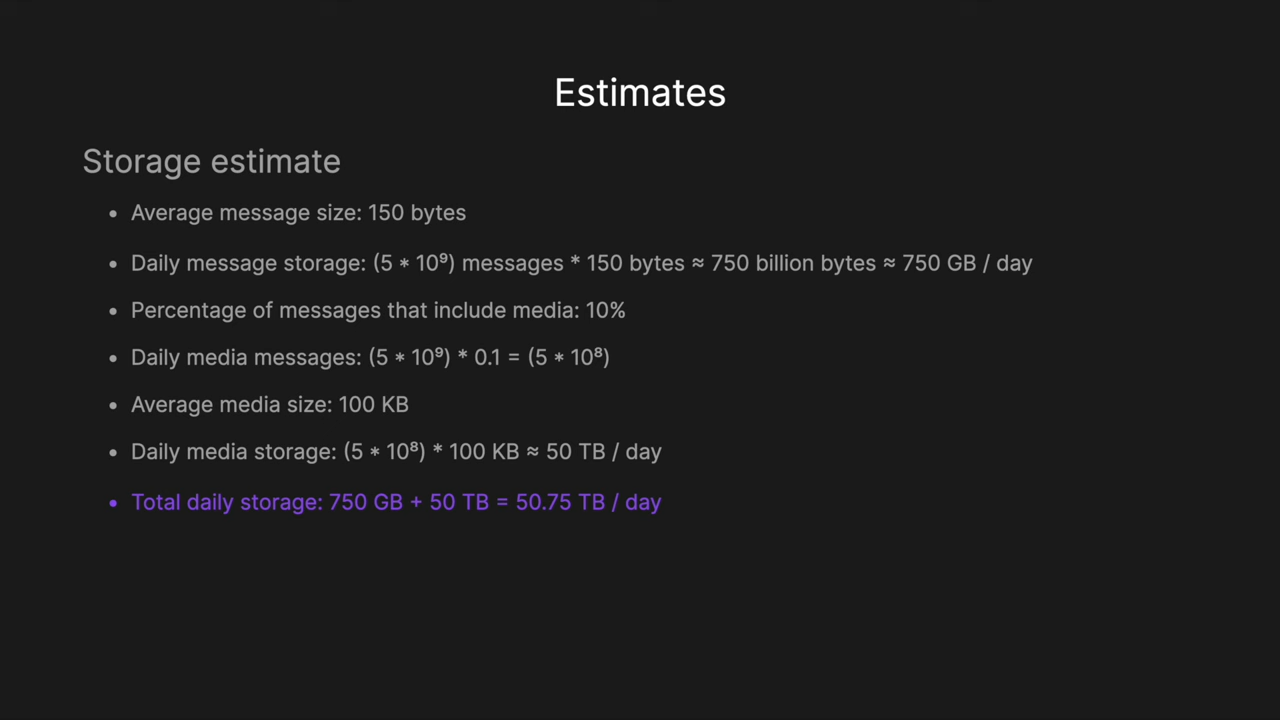 Estimates
Storage estimate
• Average message size: 150 bytes
• Daily message storage: (5 * 10⁹) messages * 150 bytes ≈ 750 billion bytes ≈ 750 GB / day
• Percentage of messages that include media: 10%
• Daily media messages: (5 * 10⁹) * 0.1 = (5 * 10⁸)
• Average media size: 100 KB
• Daily media storage: (5 * 10⁸) * 100 KB ≈ 50 TB / day
• Total daily storage: 750 GB + 50 TB = 50.75 TB / day